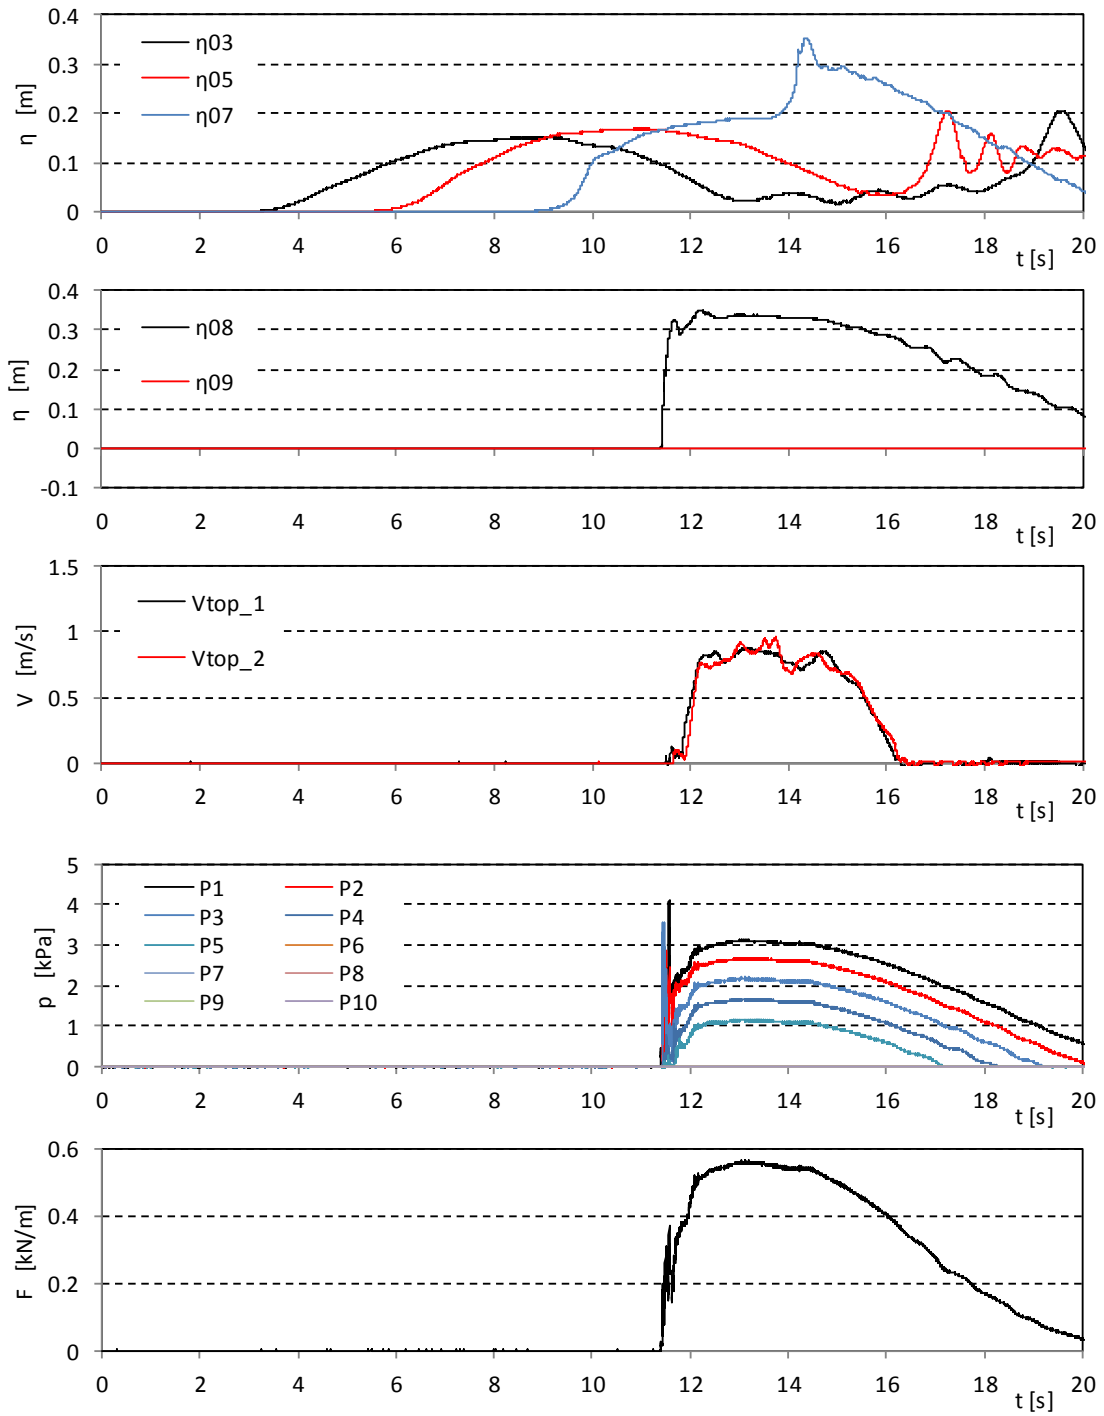 0.4
0.3
0.2
0.1
0
η [m]
η03
η05
η07
0 2 4 6 8 10 12 14 16 18 20
t [s]
0.4
0.3
0.2
0.1
0
-0.1
η [m]
η08
η09
0 2 4 6 8 10 12 14 16 18 20
t [s]
1.5
1
0.5
0
V [m/s]
Vtop_1
Vtop_2
0 2 4 6 8 10 12 14 16 18 20
t [s]
5
4
3
2
1
0
p [kPa]
P1 P2
P3 P4
P5 P6
P7 P8
P9 P10
0 2 4 6 8 10 12 14 16 18 20
t [s]
0.6
0.4
0.2
0
F [kN/m]
0 2 4 6 8 10 12 14 16 18 20
t [s]